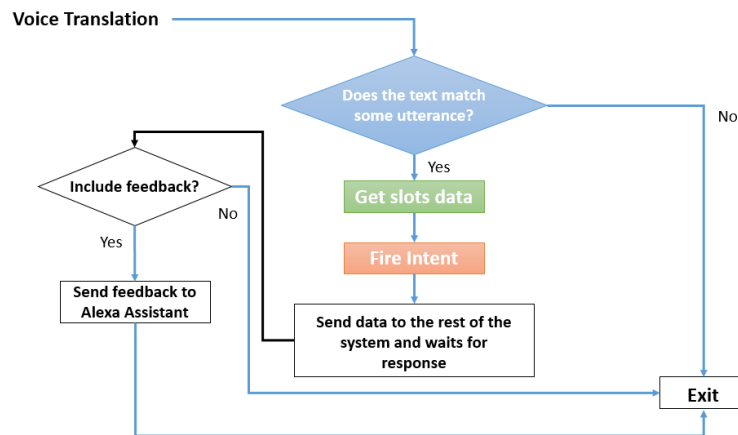 Voice Translation
Does the text match
some utterance?
No
Yes
Get slots data
Include feedback?
No
Fire Intent
Yes
Send feedback to
Alexa Assistant
Send data to the rest of the
system and waits for
response
Exit